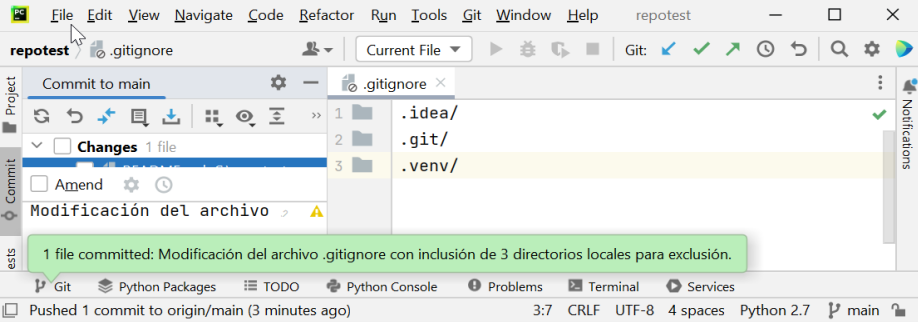 PC File Edit View Navigate Code Refactor Run Tools Git Window Help repotest
repotest .gitignore Current File Git:
Project
Commit to main
.gitignore
Notifications
1 .idea/
2 .git/
3 .venv/
Changes 1 file
Commit
Amend
Modificación del archivo
1 file committed: Modificación del archivo .gitignore con inclusión de 3 directorios locales para exclusión.
ests
Git Python Packages TODO Python Console Problems Terminal Services
Pushed 1 commit to origin/main (3 minutes ago) 3:7 CRLF UTF-8 4 spaces Python 2.7 main